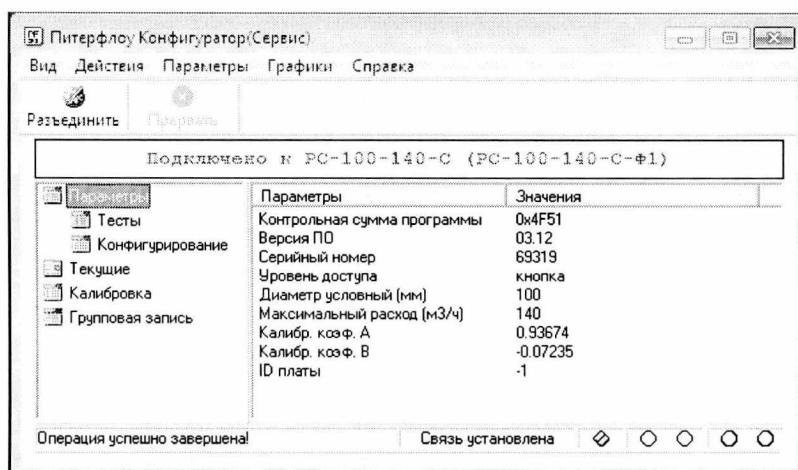 Питерфлоу Конфигуратор(Сервис)
Вид Действия Параметры Графики Справка
Разъединить Прервать
Подключено к РС-100-140-С (РС-100-140-С-Ф1)
Параметры
Тесты
Конфигурирование
Текущие
Калибровка
Групповая запись
Параметры Значения
Контрольная сумма программы 0x4F51
Версия ПО 03.12
Серийный номер 69319
Уровень доступа кнопка
Диаметр условный (мм) 100
Максимальный расход (м3/ч) 140
Калибр. коэф. A 0.93674
Калибр. коэф. B -0.07235
ID платы -1
Операция успешно завершена! Связь установлена